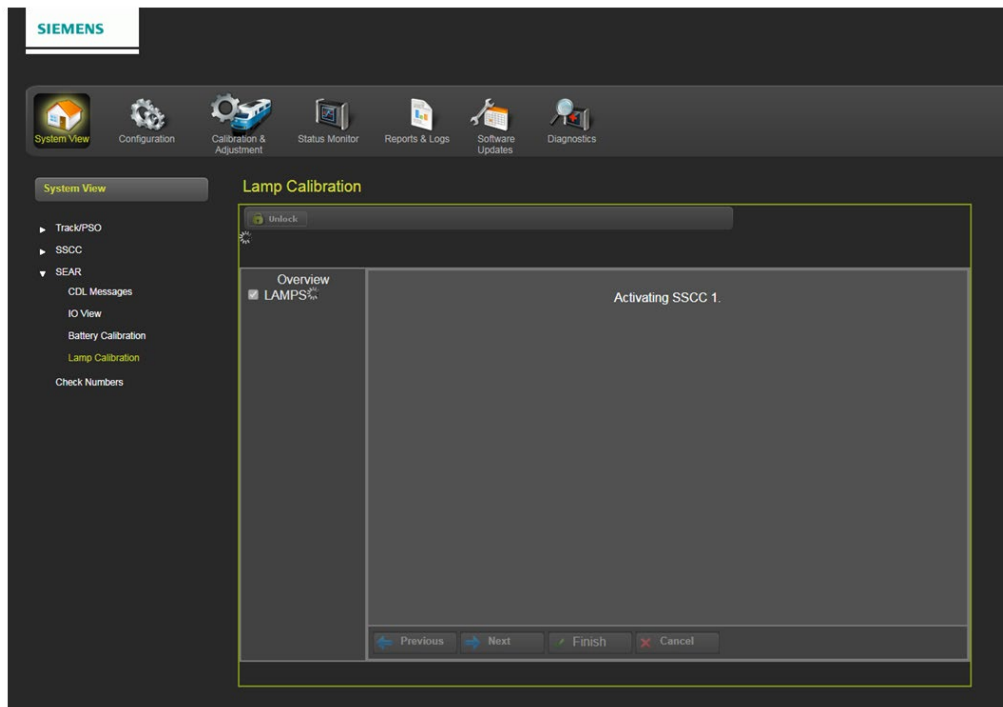 SIEMENS
System View
Configuration
Calibration &
Adjustment
Status Monitor
Reports & Logs
Software
Updates
Diagnostics
System View
Track/PSO
SSCC
SEAR
CDL Messages
IO View
Battery Calibration
Lamp Calibration
Check Numbers
Lamp Calibration
Unlock
Overview
LAMPS
Activating SSCC 1.
Previous
Next
Finish
Cancel